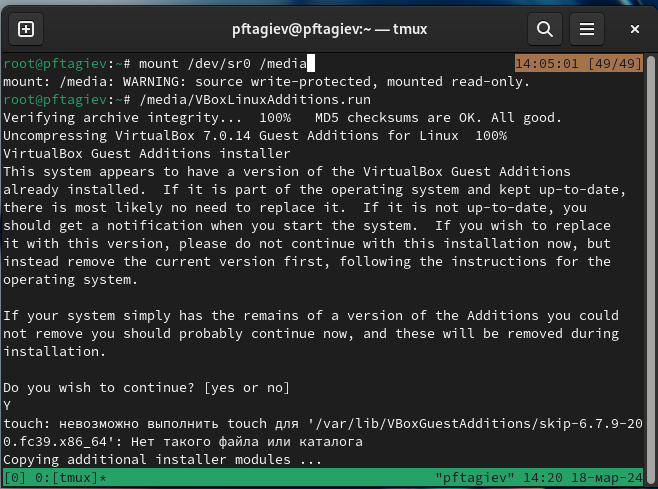 pftagiev@pftagiev:~ — tmux
root@pftagiev:~# mount /dev/sr0 /media 14:05:01 [49/49]
mount: /media: WARNING: source write-protected, mounted read-only.
root@pftagiev:~# /media/VBoxLinuxAdditions.run
Verifying archive integrity...  100%   MD5 checksums are OK. All good.
Uncompressing VirtualBox 7.0.14 Guest Additions for Linux  100%
VirtualBox Guest Additions installer
This system appears to have a version of the VirtualBox Guest Additions
already installed.  If it is part of the operating system and kept up-to-date,
there is most likely no need to replace it.  If it is not up-to-date, you
should get a notification when you start the system.  If you wish to replace
it with this version, please do not continue with this installation now, but
instead remove the current version first, following the instructions for the
operating system.
If your system simply has the remains of a version of the Additions you could
not remove you should probably continue now, and these will be removed during
installation.
Do you wish to continue? [yes or no]
Y
touch: невозможно выполнить touch для '/var/lib/VBoxGuestAdditions/skip-6.7.9-20
0.fc39.x86_64': Нет такого файла или каталога
Copying additional installer modules ...
[0] 0:[tmux]* "pftagiev" 14:20 18-мар-24